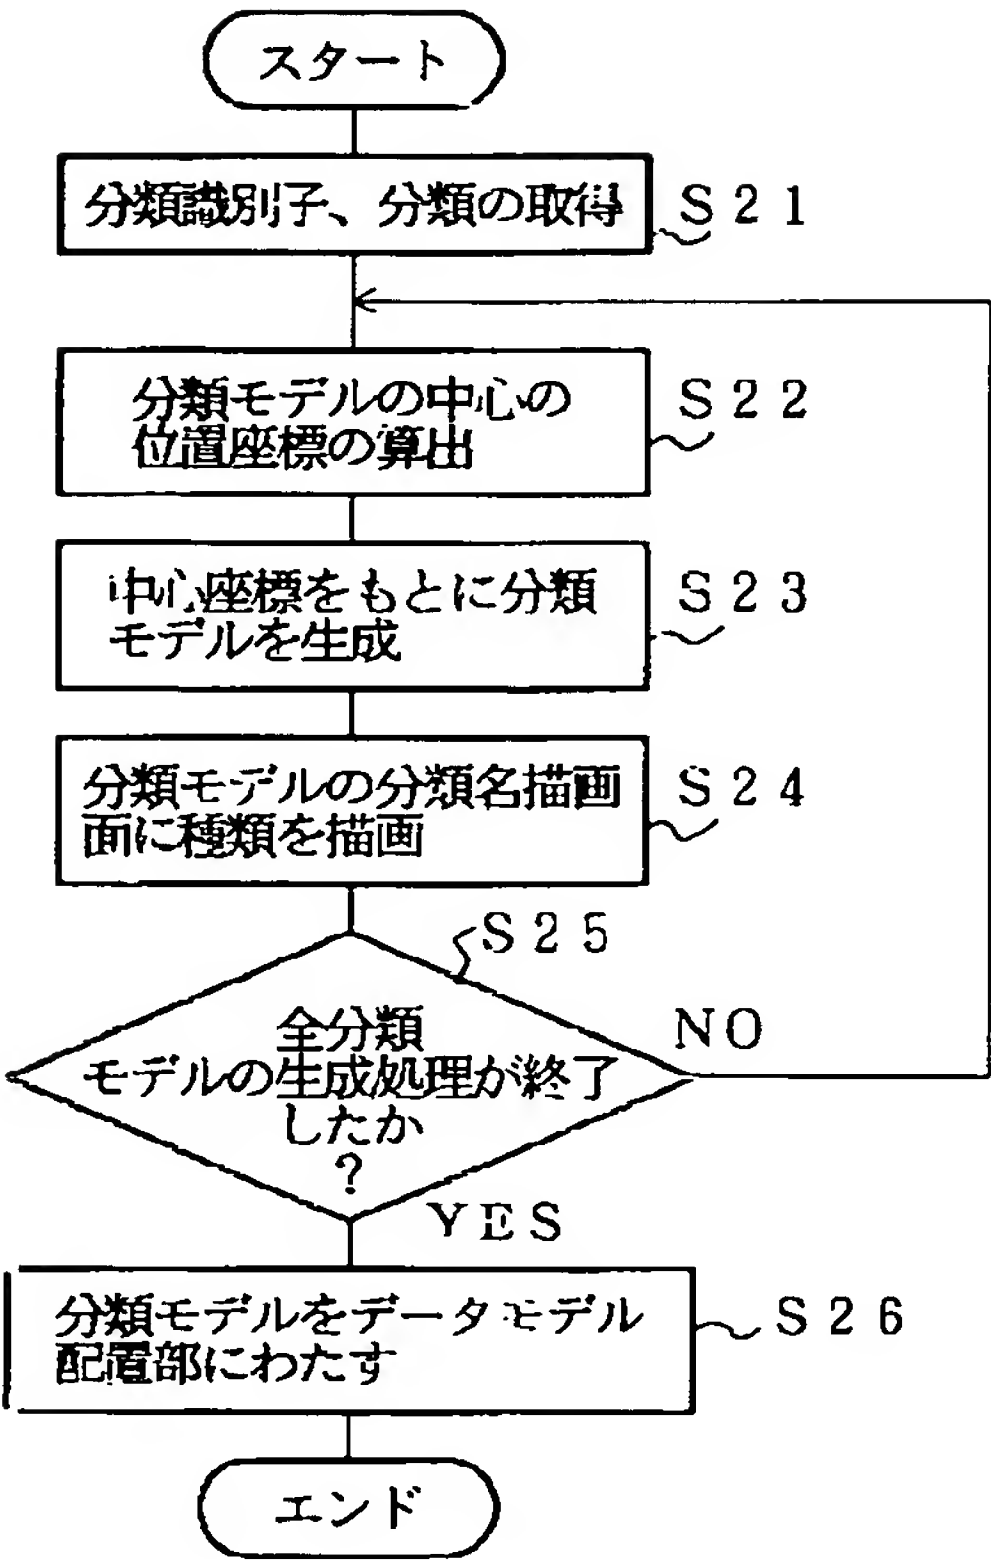 スタート
分類識別子、分類の取得
S21
分類モデルの中心の
位置座標の算出
S22
中心座標をもとに分類
モデルを生成
S23
分類モデルの分類名描画
面に種類を描画
S24
S25
全分類
モデルの生成処理が終了
したか
?
NO
YES
分類モデルをデータモデル
配置部にわたす
S26
エンド